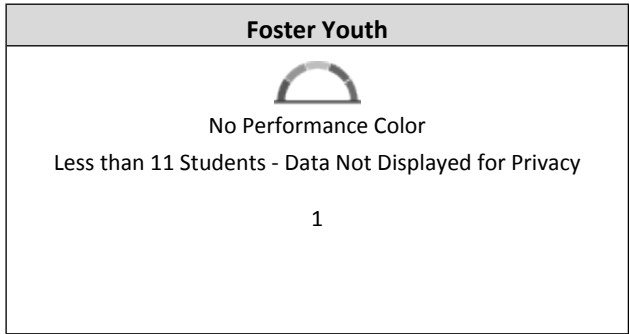 Foster Youth
No Performance Color
Less than 11 Students - Data Not Displayed for Privacy
1